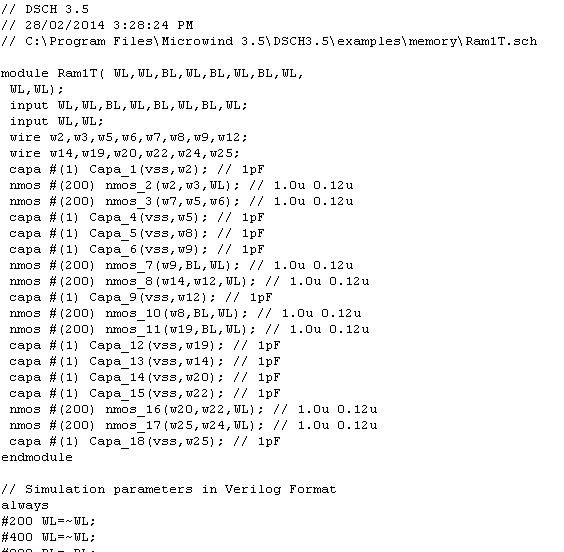 // DSCH 3.5
// 28/02/2014 3:28:24 PM
// C:\Program Files\Microwind 3.5\DSCH3.5\examples\memory\Ram1T.sch
module Ram1T( WL,WL,BL,WL,BL,WL,BL,WL,
WL,WL);
input WL,WL,BL,WL,BL,WL,BL,WL;
input WL,WL;
wire w2,w3,w5,w6,w7,w8,w9,w12;
wire w14,w19,w20,w22,w24,w25;
capa #(1) Capa_1(vss,w2); // 1pF
nmos #(200) nmos_2(w2,w3,WL); // 1.0u 0.12u
nmos #(200) nmos_3(w7,w5,w6); // 1.0u 0.12u
capa #(1) Capa_4(vss,w5); // 1pF
capa #(1) Capa_5(vss,w8); // 1pF
capa #(1) Capa_6(vss,w9); // 1pF
nmos #(200) nmos_7(w9,BL,WL); // 1.0u 0.12u
nmos #(200) nmos_8(w14,w12,WL); // 1.0u 0.12u
capa #(1) Capa_9(vss,w12); // 1pF
nmos #(200) nmos_10(w8,BL,WL); // 1.0u 0.12u
nmos #(200) nmos_11(w19,BL,WL); // 1.0u 0.12u
capa #(1) Capa_12(vss,w19); // 1pF
capa #(1) Capa_13(vss,w14); // 1pF
capa #(1) Capa_14(vss,w20); // 1pF
capa #(1) Capa_15(vss,w22); // 1pF
nmos #(200) nmos_16(w20,w22,WL); // 1.0u 0.12u
nmos #(200) nmos_17(w25,w24,WL); // 1.0u 0.12u
capa #(1) Capa_18(vss,w25); // 1pF
endmodule
// Simulation parameters in Verilog Format
always
#200 WL=~WL;
#400 WL=~WL;